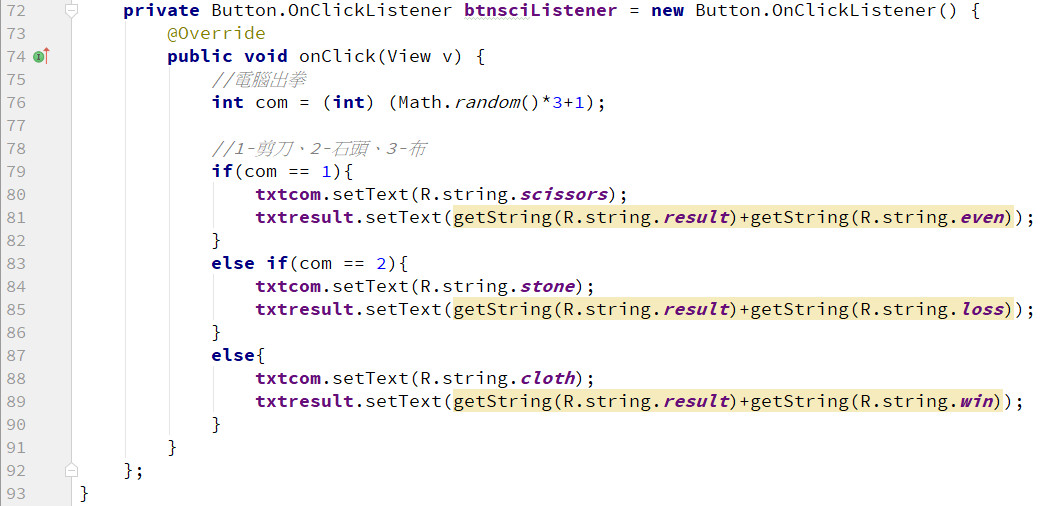 72 private Button.OnClickListener btnsciListener = new Button.OnClickListener() {
73 @Override
74 public void onClick(View v) {
75 //電腦出拳
76 int com = (int) (Math.random()*3+1);
77
78 //1-剪刀、2-石頭、3-布
79 if(com == 1){
80 txtcom.setText(R.string.scissors);
81 txtresult.setText(getString(R.string.result)+getString(R.string.even));
82 }
83 else if(com == 2){
84 txtcom.setText(R.string.stone);
85 txtresult.setText(getString(R.string.result)+getString(R.string.loss));
86 }
87 else{
88 txtcom.setText(R.string.cloth);
89 txtresult.setText(getString(R.string.result)+getString(R.string.win));
90 }
91 }
92 };
93 }